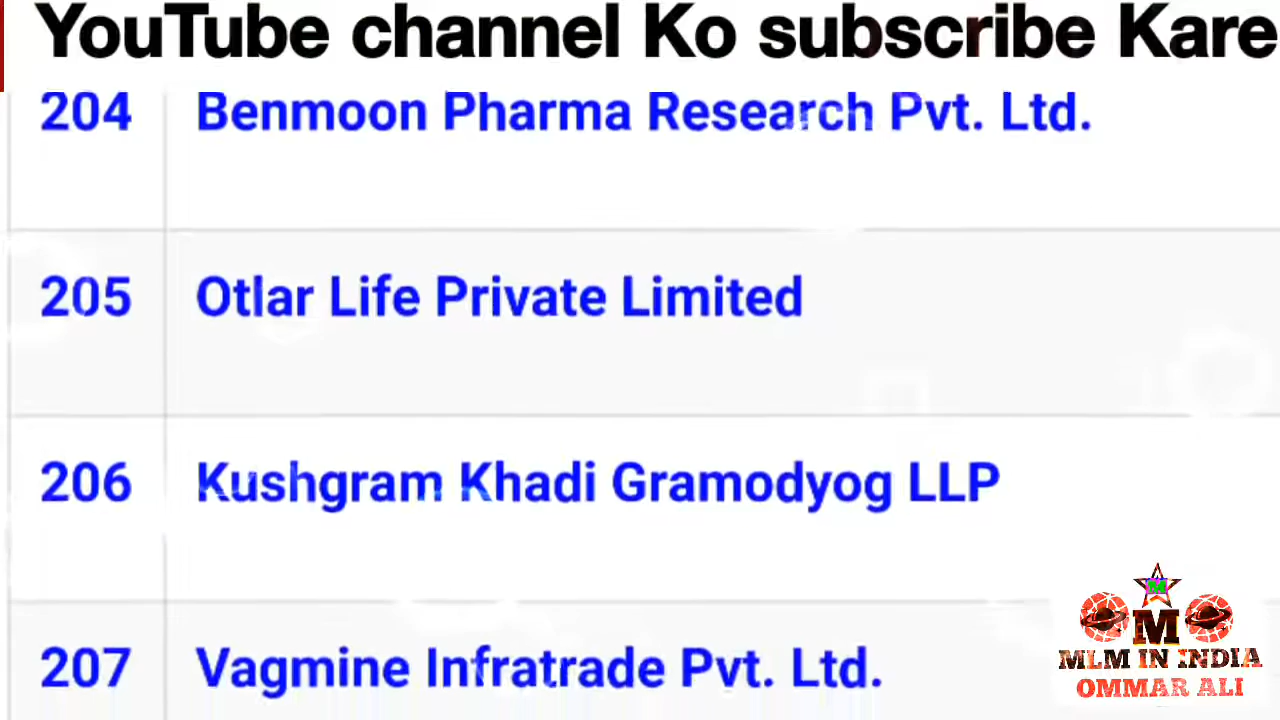 YouTube channel Ko subscribe Kare
204 Benmoon Pharma Research Pvt. Ltd.
205 Otlar Life Private Limited
206 Kushgram Khadi Gramodyog LLP
207 Vagmine Infratrade Pvt. Ltd.
M
M
MLM IN INDIA
OMMAR ALI